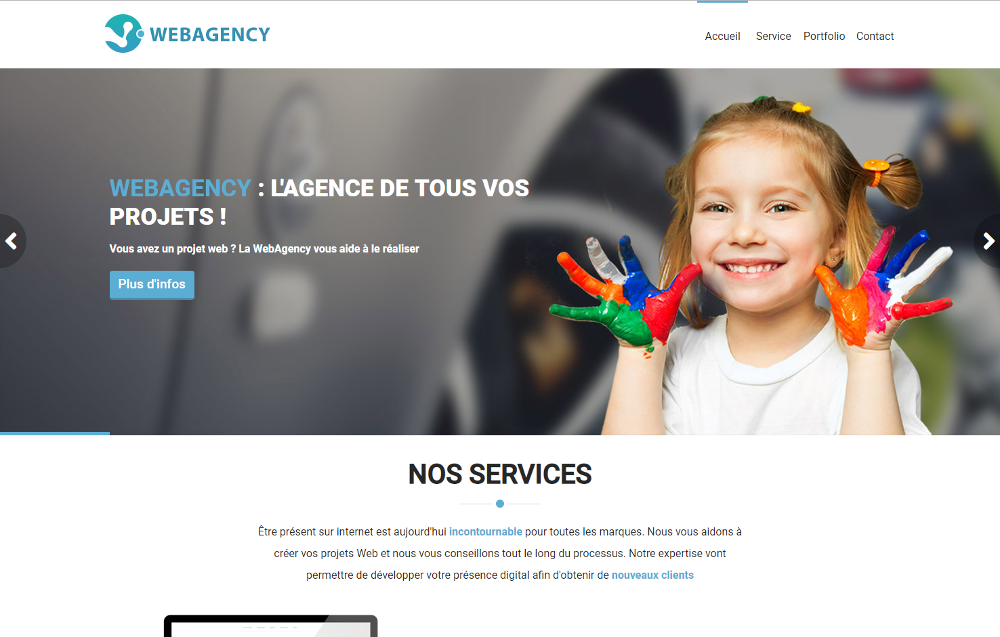 WEBAGENCY
Accueil Service Portfolio Contact
WEBAGENCY : L'AGENCE DE TOUS VOS
PROJETS !
Vous avez un projet web ? La WebAgency vous aide à le réaliser
Plus d'infos
NOS SERVICES
Être présent sur internet est aujourd'hui incontournable pour toutes les marques. Nous vous aidons à
créer vos projets Web et nous vous conseillons tout le long du processus. Notre expertise vont
permettre de développer votre présence digital afin d'obtenir de nouveaux clients